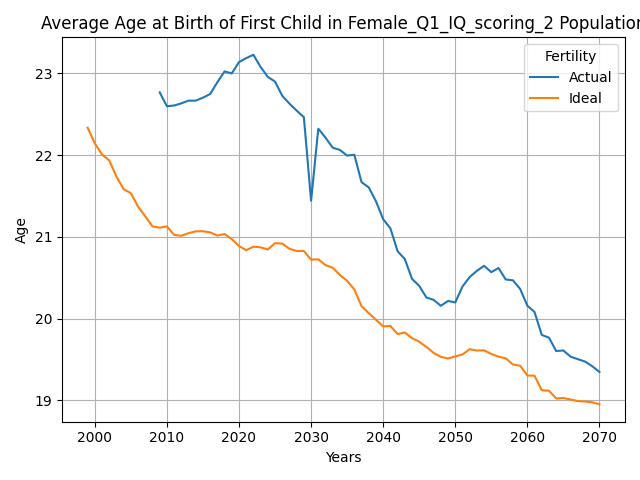 Average Age at Birth of First Child in Female_Q1_IQ_scoring_2 Population
Fertility
Actual
Ideal
23
22
21
20
19
Age
2000 2010 2020 2030 2040 2050 2060 2070
Years